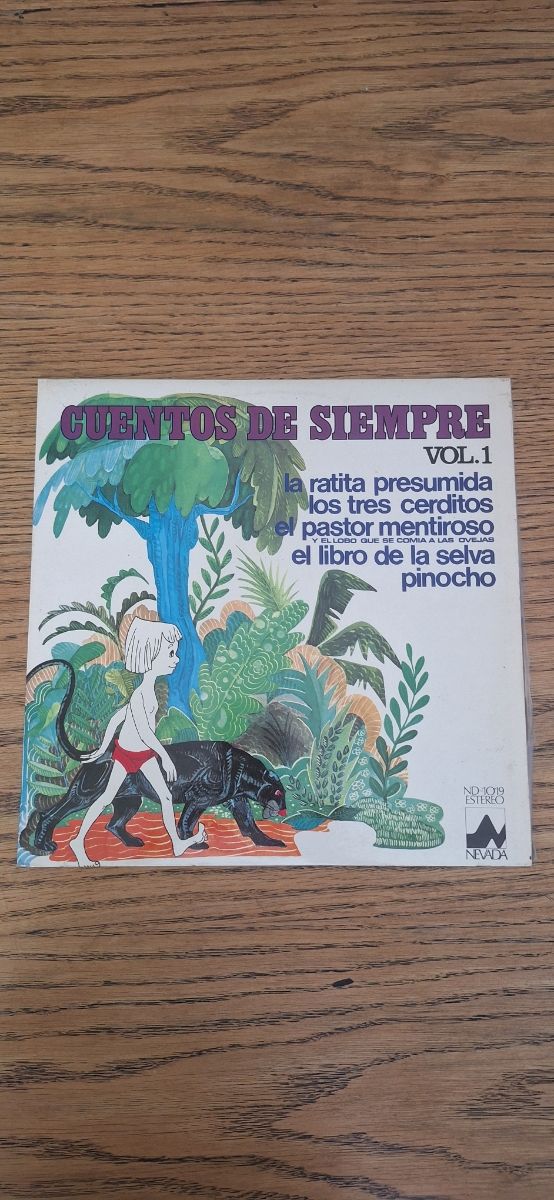 CUENTOS DE SIEMPRE
VOL.1
la ratita presumida
los tres cerditos
el pastor mentiroso
Y EL LOBO QUE SE COMIA A LAS OVEJAS
el libro de la selva
pinocho
ND-1019
ESTEREO
NEVADA